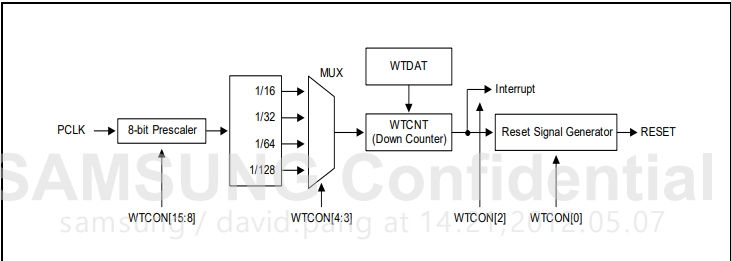 MUX
WTDAT
1/16
Interrupt
1/32
PCLK
8-bit Prescaler
WTCNT
(Down Counter)
Reset Signal Generator
RESET
1/64
1/128
SAMSUNG Confidential
WTCON[15:8]
WTCON[4:3]
WTCON[2]
WTCON[0]
samsung / david.pang at 14:21,2012.05.07